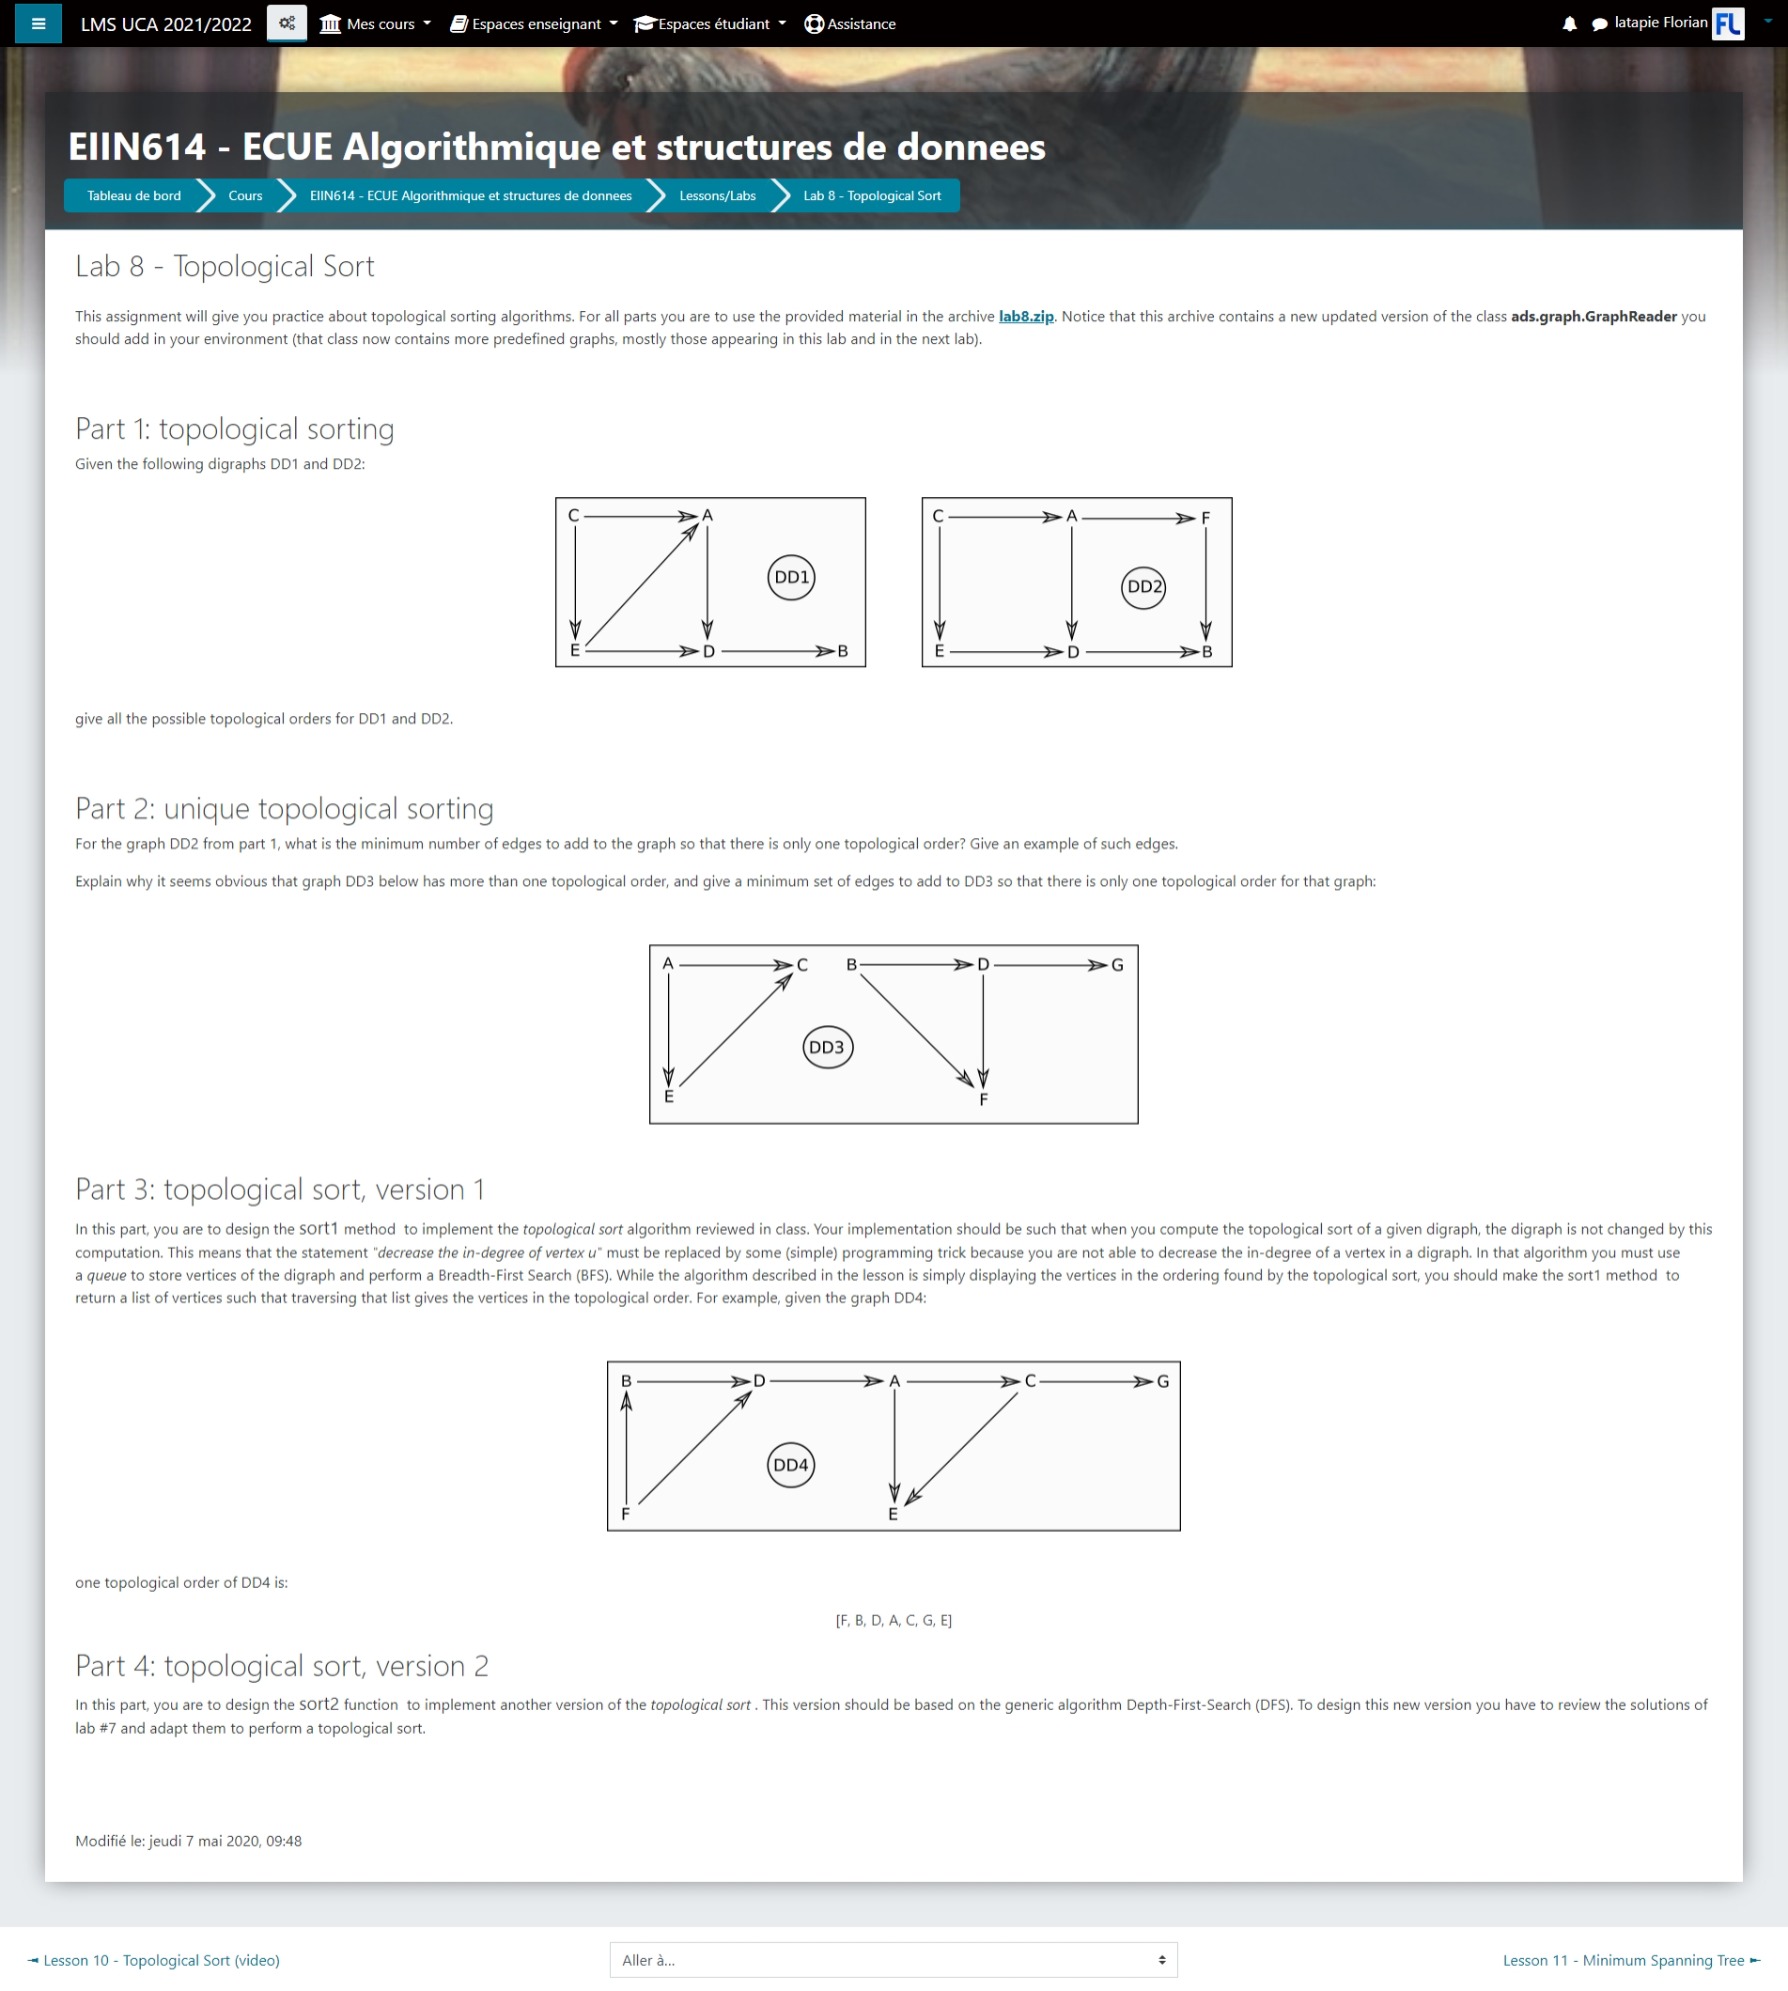 LMS UCA 2021/2022 Mes cours Espaces enseignant Espaces étudiant Assistance latapie Florian FL
EIIN614 - ECUE Algorithmique et structures de donnees
Tableau de bord Cours EIIN614 - ECUE Algorithmique et structures de donnees Lessons/Labs Lab 8 - Topological Sort
Lab 8 - Topological Sort
This assignment will give you practice about topological sorting algorithms. For all parts you are to use the provided material in the archive lab8.zip. Notice that this archive contains a new updated version of the class ads.graph.GraphReader you
should add in your environment (that class now contains more predefined graphs, mostly those appearing in this lab and in the next lab).
Part 1: topological sorting
Given the following digraphs DD1 and DD2:
C A
DD1
E D B
C A F
DD2
E D B
give all the possible topological orders for DD1 and DD2.
Part 2: unique topological sorting
For the graph DD2 from part 1, what is the minimum number of edges to add to the graph so that there is only one topological order? Give an example of such edges.
Explain why it seems obvious that graph DD3 below has more than one topological order, and give a minimum set of edges to add to DD3 so that there is only one topological order for that graph:
A C B D G
DD3
E F
Part 3: topological sort, version 1
In this part, you are to design the sort1 method to implement the topological sort algorithm reviewed in class. Your implementation should be such that when you compute the topological sort of a given digraph, the digraph is not changed by this
computation. This means that the statement "decrease the in-degree of vertex u" must be replaced by some (simple) programming trick because you are not able to decrease the in-degree of a vertex in a digraph. In that algorithm you must use
a queue to store vertices of the digraph and perform a Breadth-First Search (BFS). While the algorithm described in the lesson is simply displaying the vertices in the ordering found by the topological sort, you should make the sort1 method to
return a list of vertices such that traversing that list gives the vertices in the topological order. For example, given the graph DD4:
B D A C G
DD4
F E
one topological order of DD4 is:
[F, B, D, A, C, G, E]
Part 4: topological sort, version 2
In this part, you are to design the sort2 function to implement another version of the topological sort . This version should be based on the generic algorithm Depth-First-Search (DFS). To design this new version you have to review the solutions of
lab #7 and adapt them to perform a topological sort.
Modifié le: jeudi 7 mai 2020, 09:48
Lesson 10 - Topological Sort (video) Aller à... Lesson 11 - Minimum Spanning Tree